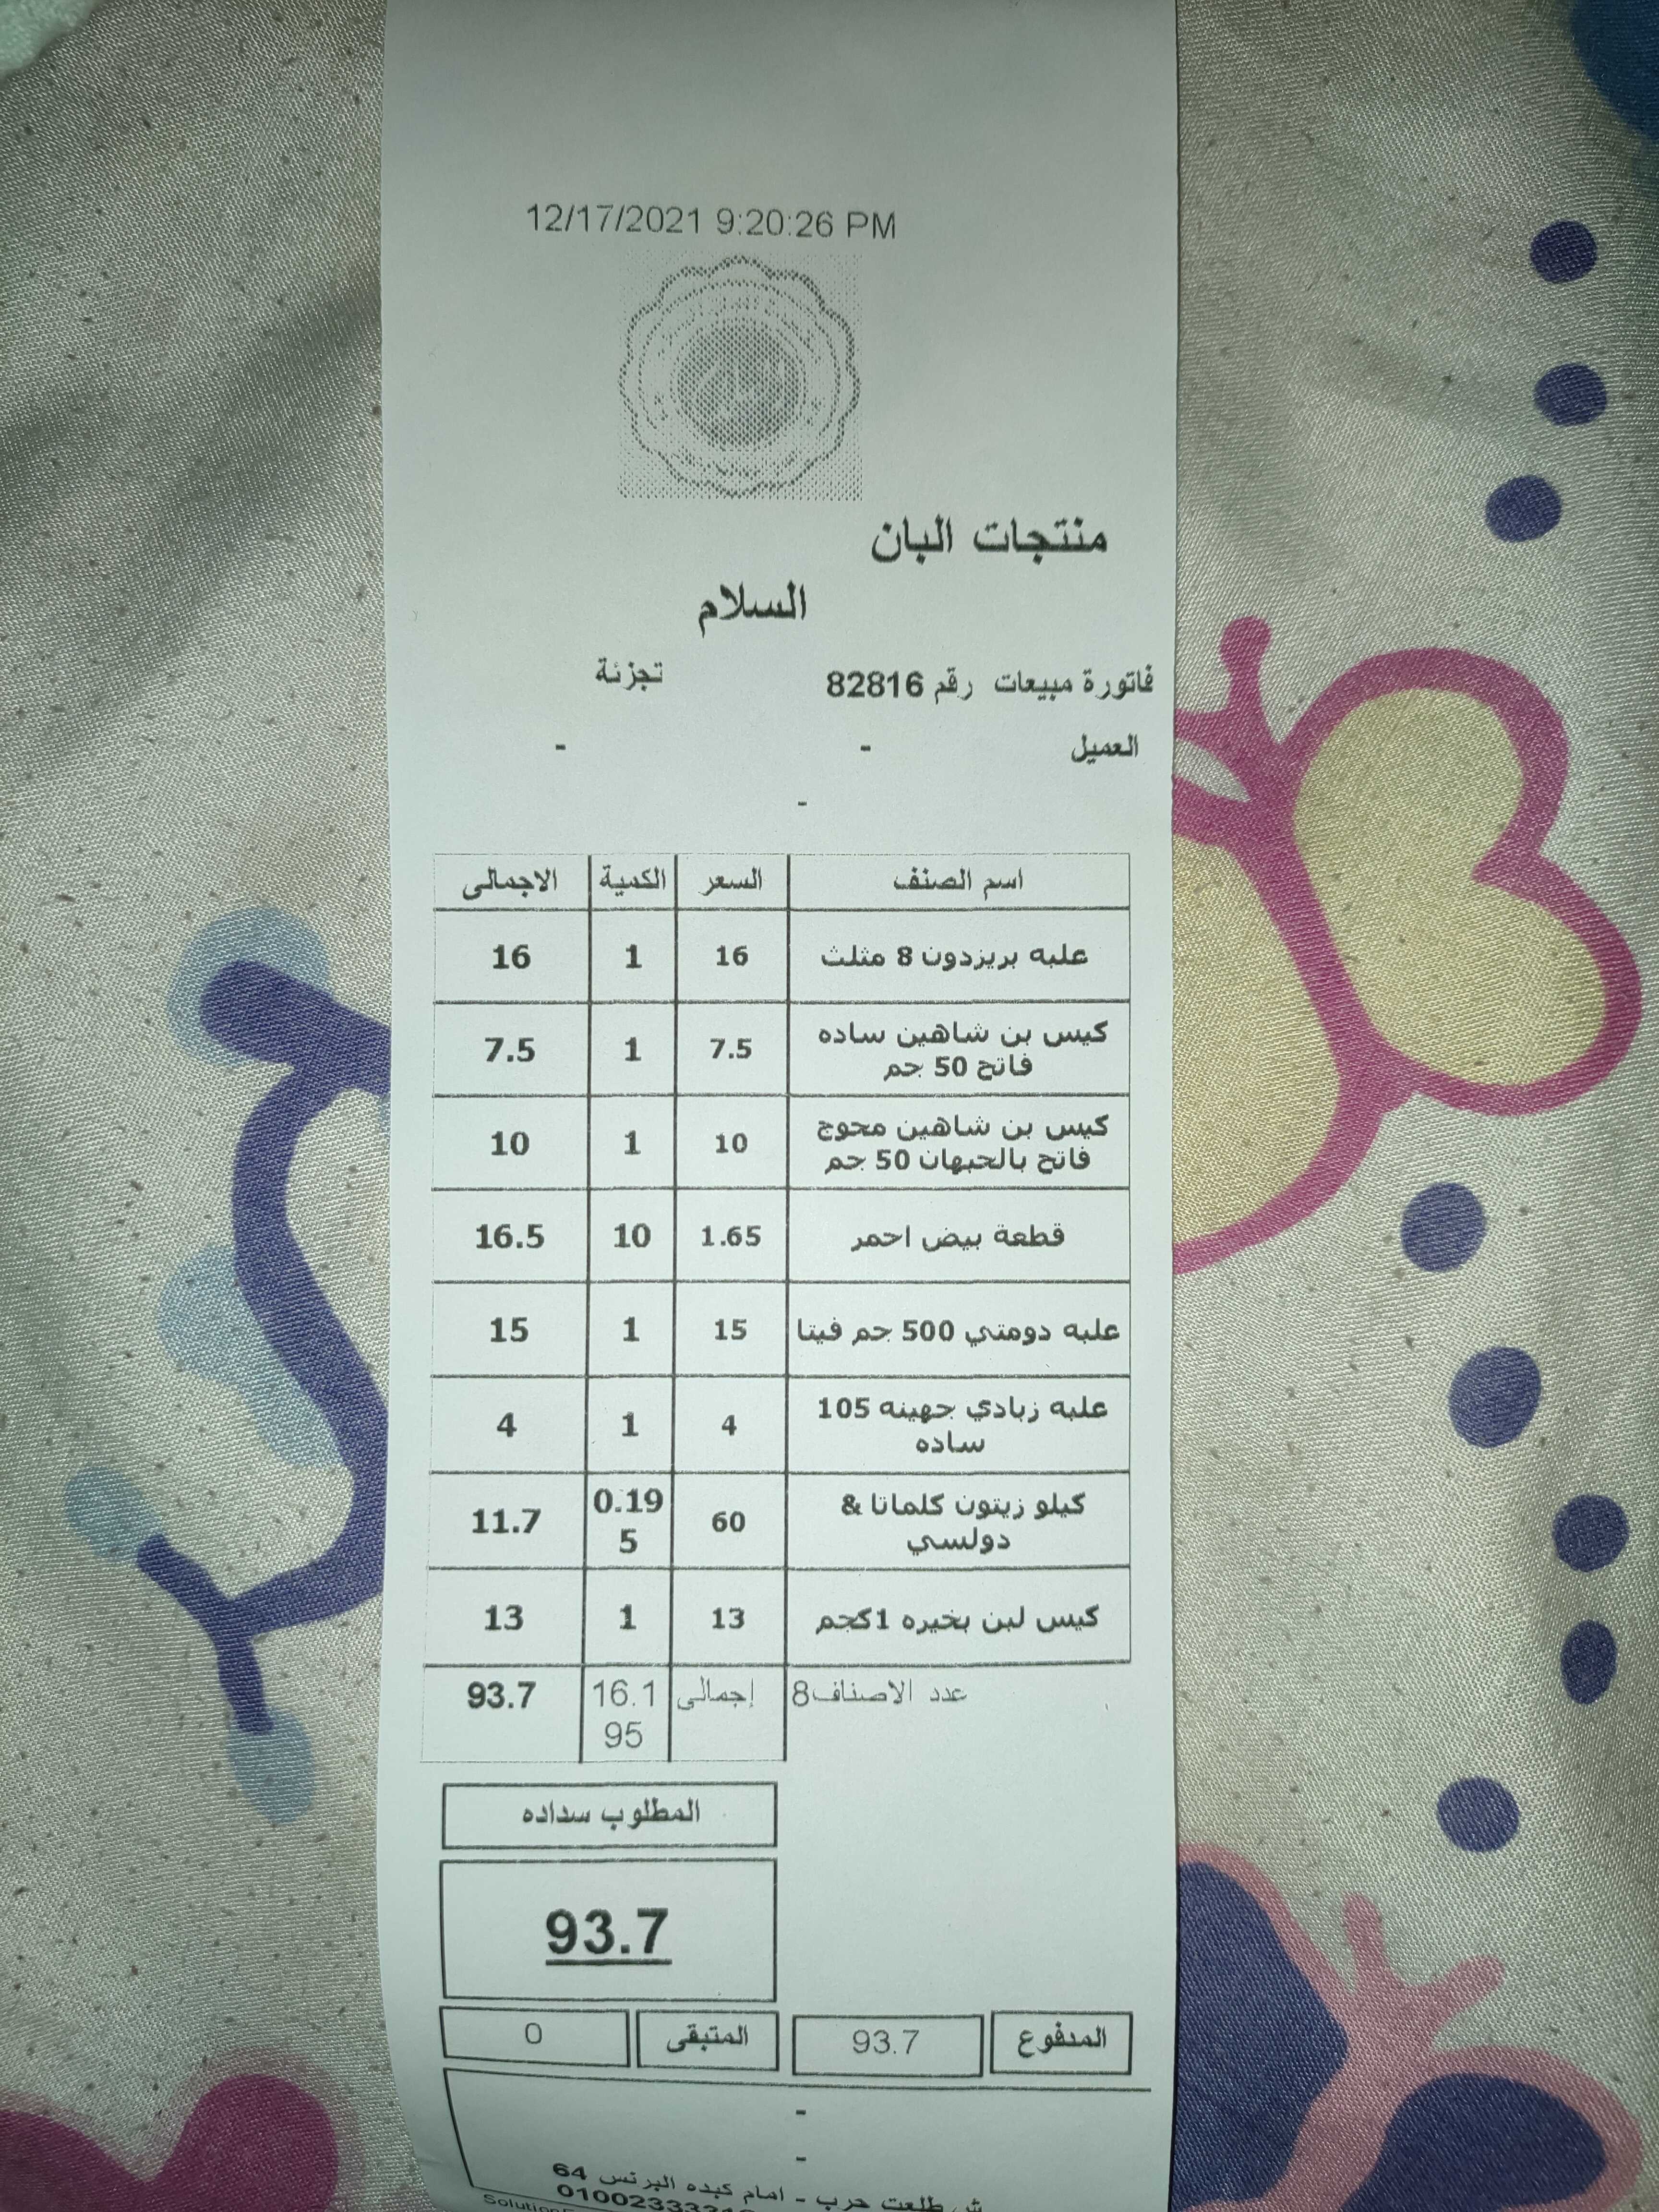 12/17/2021 9:20:26 PM
منتجات البان
السلام
فاتورة مبيعات رقم 82816 تجزئة
العميل - -
-
اسم الصنف السعر الكمية الاجمالى
علبه بريزدون 8 مثلث 16 1 16
كيس بن شاهين ساده
فاتح 50 جم 7.5 1 7.5
كيس بن شاهين محوج
فاتح بالحبهان 50 جم 10 1 10
قطعة بيض احمر 1.65 10 16.5
علبه دومتي 500 جم فيتا 15 1 15
علبه زبادي جهينه 105
ساده 4 1 4
كيلو زيتون كلماتا &
دولسي 60 0.195 11.7
كيس لبن بخيره 1كجم 13 1 13
عدد الاصناف8 إجمالى 16.195 93.7
المطلوب سداده
93.7
المدفوع 93.7 المتبقى 0
-
-
ش طلعت حرب - امام كبده البرنس 64